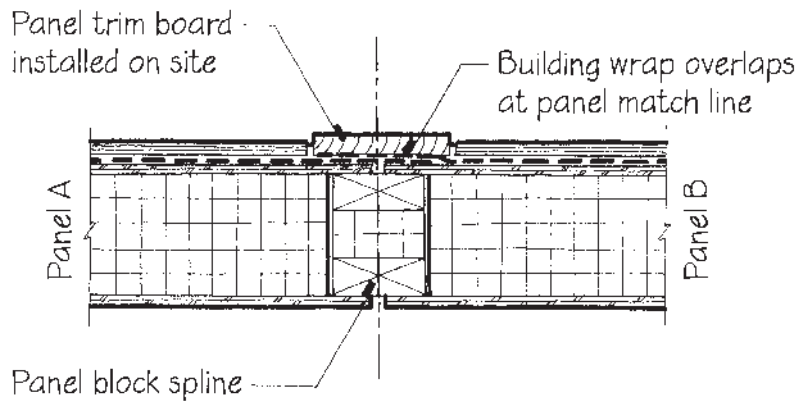 Panel trim board
installed on site
Building wrap overlaps
at panel match line
Panel A
Panel B
Panel block spline